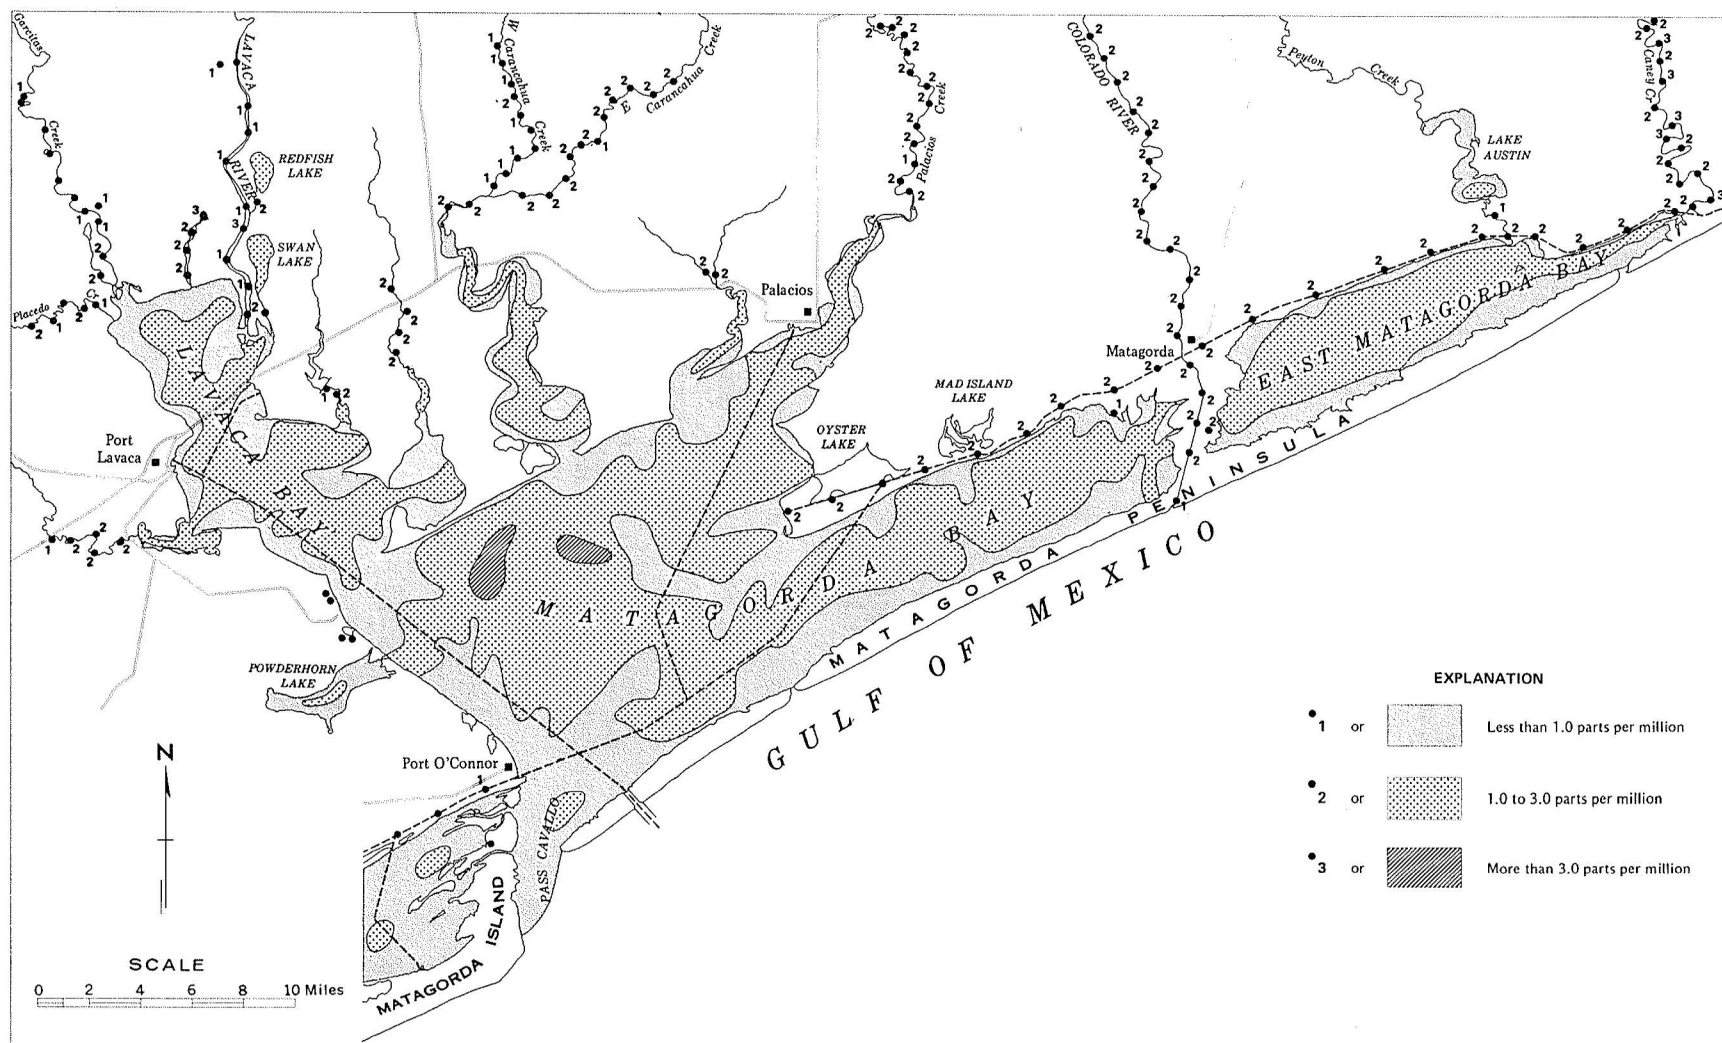 Garcitas
Creek
LAVACA
RIVER
REDFISH
LAKE
SWAN
LAKE
Placedo
Cr.
W. Carancahua
Creek
E. Carancahua
Creek
Palacios
Creek
COLORADO
RIVER
Peyton
Creek
LAKE
AUSTIN
Caney Cr.
Palacios
Matagorda
MAD ISLAND
LAKE
OYSTER
LAKE
Port
Lavaca
LAVACA
BAY
EAST MATAGORDA BAY
MATAGORDA BAY
MATAGORDA PENINSULA
GULF OF MEXICO
POWDERHORN
LAKE
Port O'Connor
PASS CAVALLO
MATAGORDA
ISLAND
N
SCALE
0 2 4 6 8 10 Miles
EXPLANATION
1 or Less than 1.0 parts per million
2 or 1.0 to 3.0 parts per million
3 or More than 3.0 parts per million